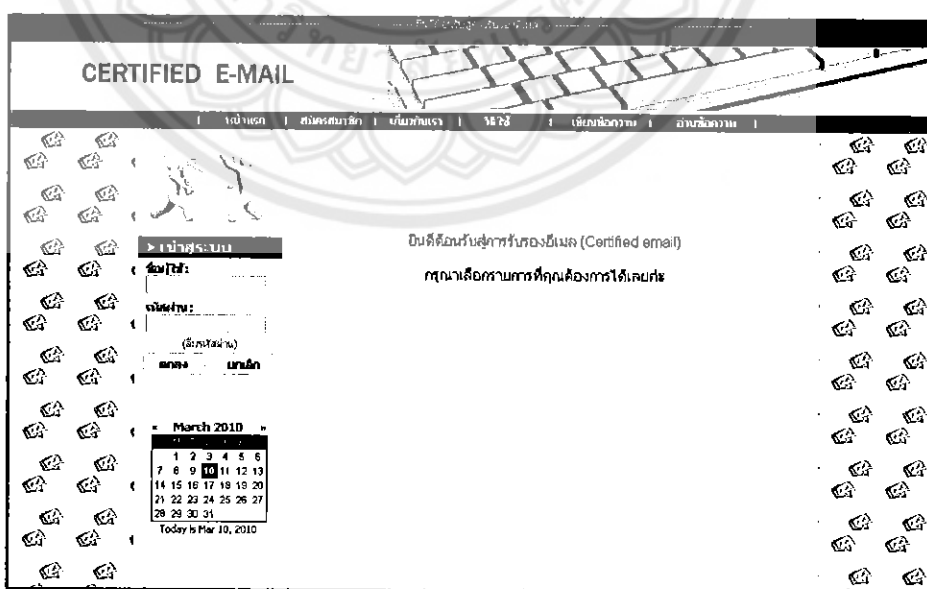 CERTIFIED E-MAIL
| หน้าแรก | สมัครสมาชิก | เกี่ยวกับเรา | วิธีใช้ | เขียนข้อความ | อ่านข้อความ |
> เข้าสู่ระบบ
ชื่อผู้ใช้:
รหัสผ่าน:
(ลืมรหัสผ่าน)
ตกลง ยกเลิก
ยินดีต้อนรับสู่การรับรองอีเมล (Certified email)
กรุณาเลือกรายการที่คุณต้องการได้เลยค่ะ
« March 2010 »
1 2 3 4 5 6
7 8 9 10 11 12 13
14 15 16 17 18 19 20
21 22 23 24 25 26 27
28 29 30 31
Today is Mar 10, 2010